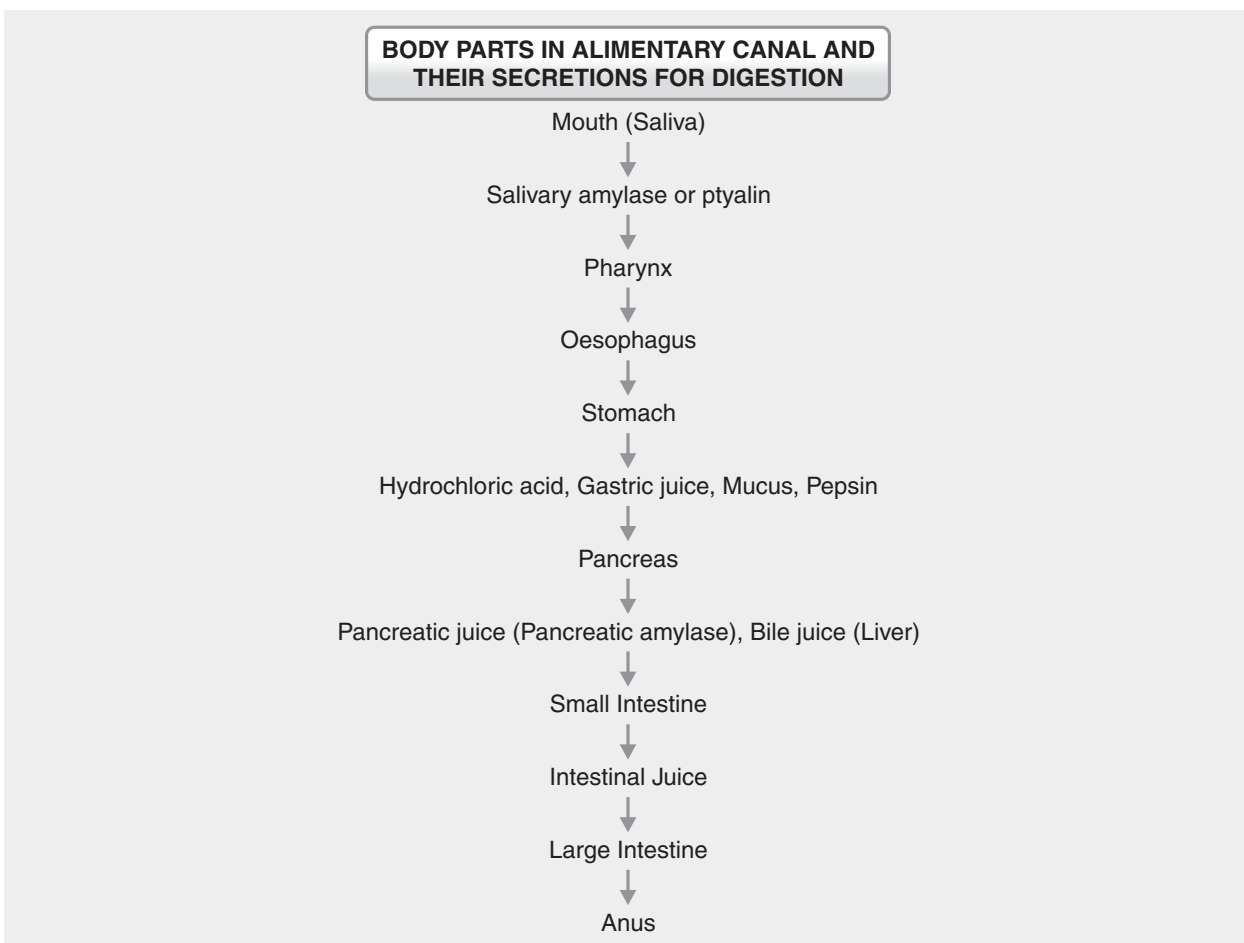 BODY PARTS IN ALIMENTARY CANAL AND
THEIR SECRETIONS FOR DIGESTION
Mouth (Saliva)
Salivary amylase or ptyalin
Pharynx
Oesophagus
Stomach
Hydrochloric acid, Gastric juice, Mucus, Pepsin
Pancreas
Pancreatic juice (Pancreatic amylase), Bile juice (Liver)
Small Intestine
Intestinal Juice
Large Intestine
Anus